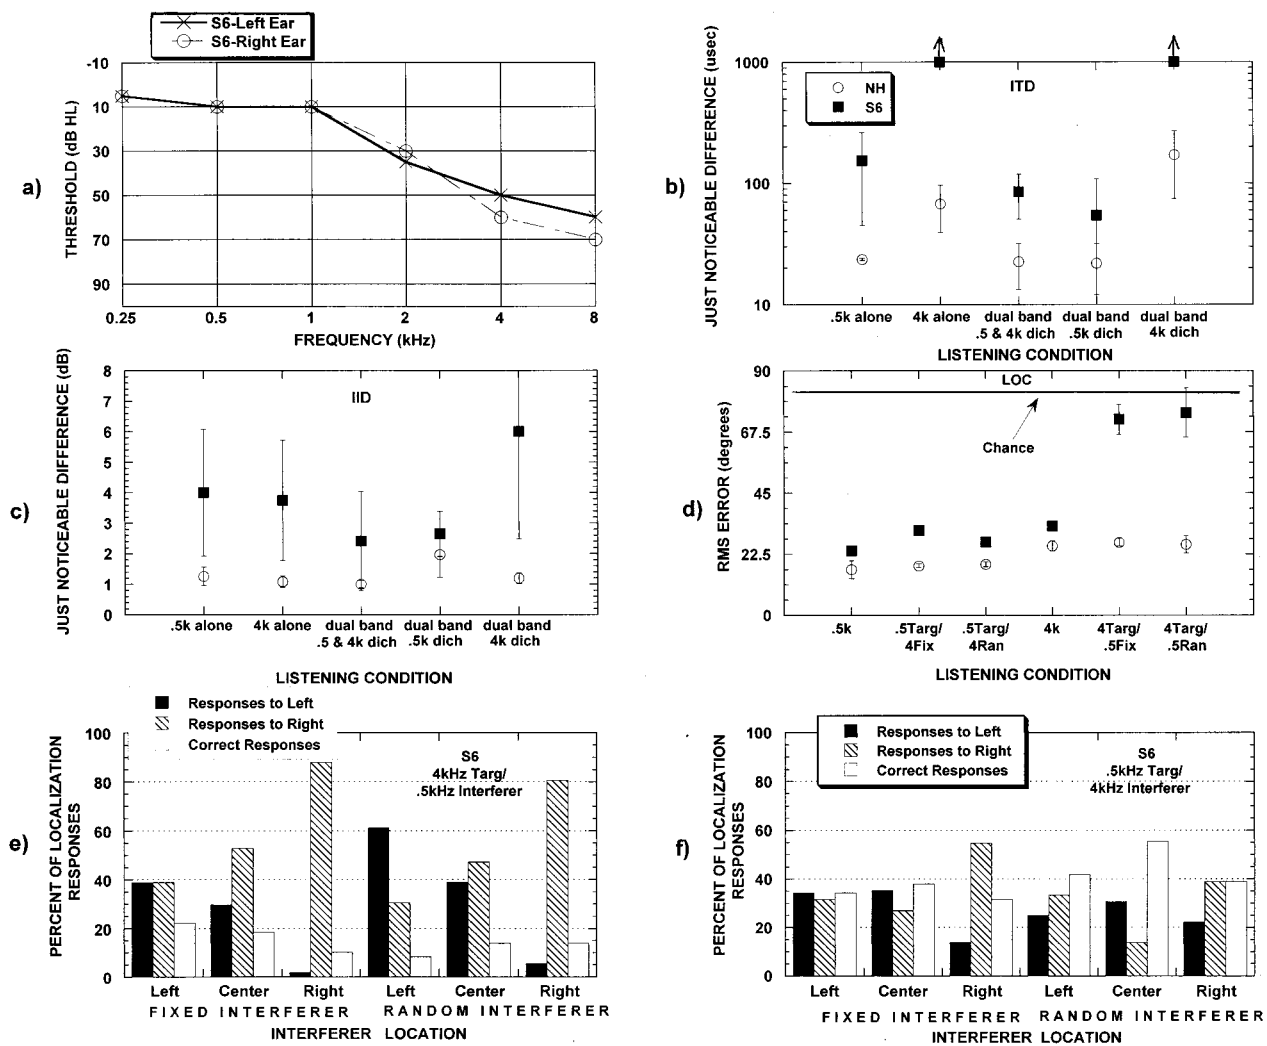 S6-Left Ear
S6-Right Ear
a)
THRESHOLD (dB HL)
-10
10
30
50
70
90
0.25
0.5
1
2
4
8
FREQUENCY (kHz)
b)
JUST NOTICEABLE DIFFERENCE (usec)
1000
100
10
NH
S6
ITD
.5k alone
4k alone
dual band
.5 & 4k dich
dual band
.5k dich
dual band
4k dich
LISTENING CONDITION
c)
JUST NOTICEABLE DIFFERENCE (dB)
8
7
6
5
4
3
2
1
0
IID
.5k alone
4k alone
dual band
.5 & 4k dich
dual band
.5k dich
dual band
4k dich
LISTENING CONDITION
d)
RMS ERROR (degrees)
90
67.5
45
22.5
0
LOC
Chance
.5k
.5Targ/
4Fix
.5Targ/
4Ran
4k
4Targ/
.5Fix
4Targ/
.5Ran
LISTENING CONDITION
e)
Responses to Left
Responses to Right
Correct Responses
PERCENT OF LOCALIZATION
RESPONSES
100
80
60
40
20
0
S6
4kHz Targ/
.5kHz Interferer
Left
Center
Right
Left
Center
Right
FIXED INTERFERER
RANDOM INTERFERER
INTERFERER LOCATION
f)
Responses to Left
Responses to Right
Correct Responses
PERCENT OF LOCALIZATION
RESPONSES
100
80
60
40
20
0
S6
.5kHz Targ/
4kHz Interferer
Left
Center
Right
Left
Center
Right
FIXED INTERFERER
RANDOM INTERFERER
INTERFERER LOCATION